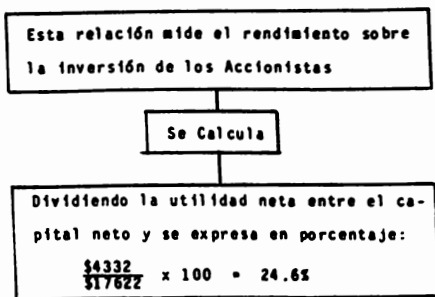 Esta relación mide el rendimiento sobre
la inversión de los Accionistas
Se Calcula
Dividiendo la utilidad neta entre el ca-
pital neto y se expresa en porcentaje:
$4332
$17622 x 100 = 24.6%